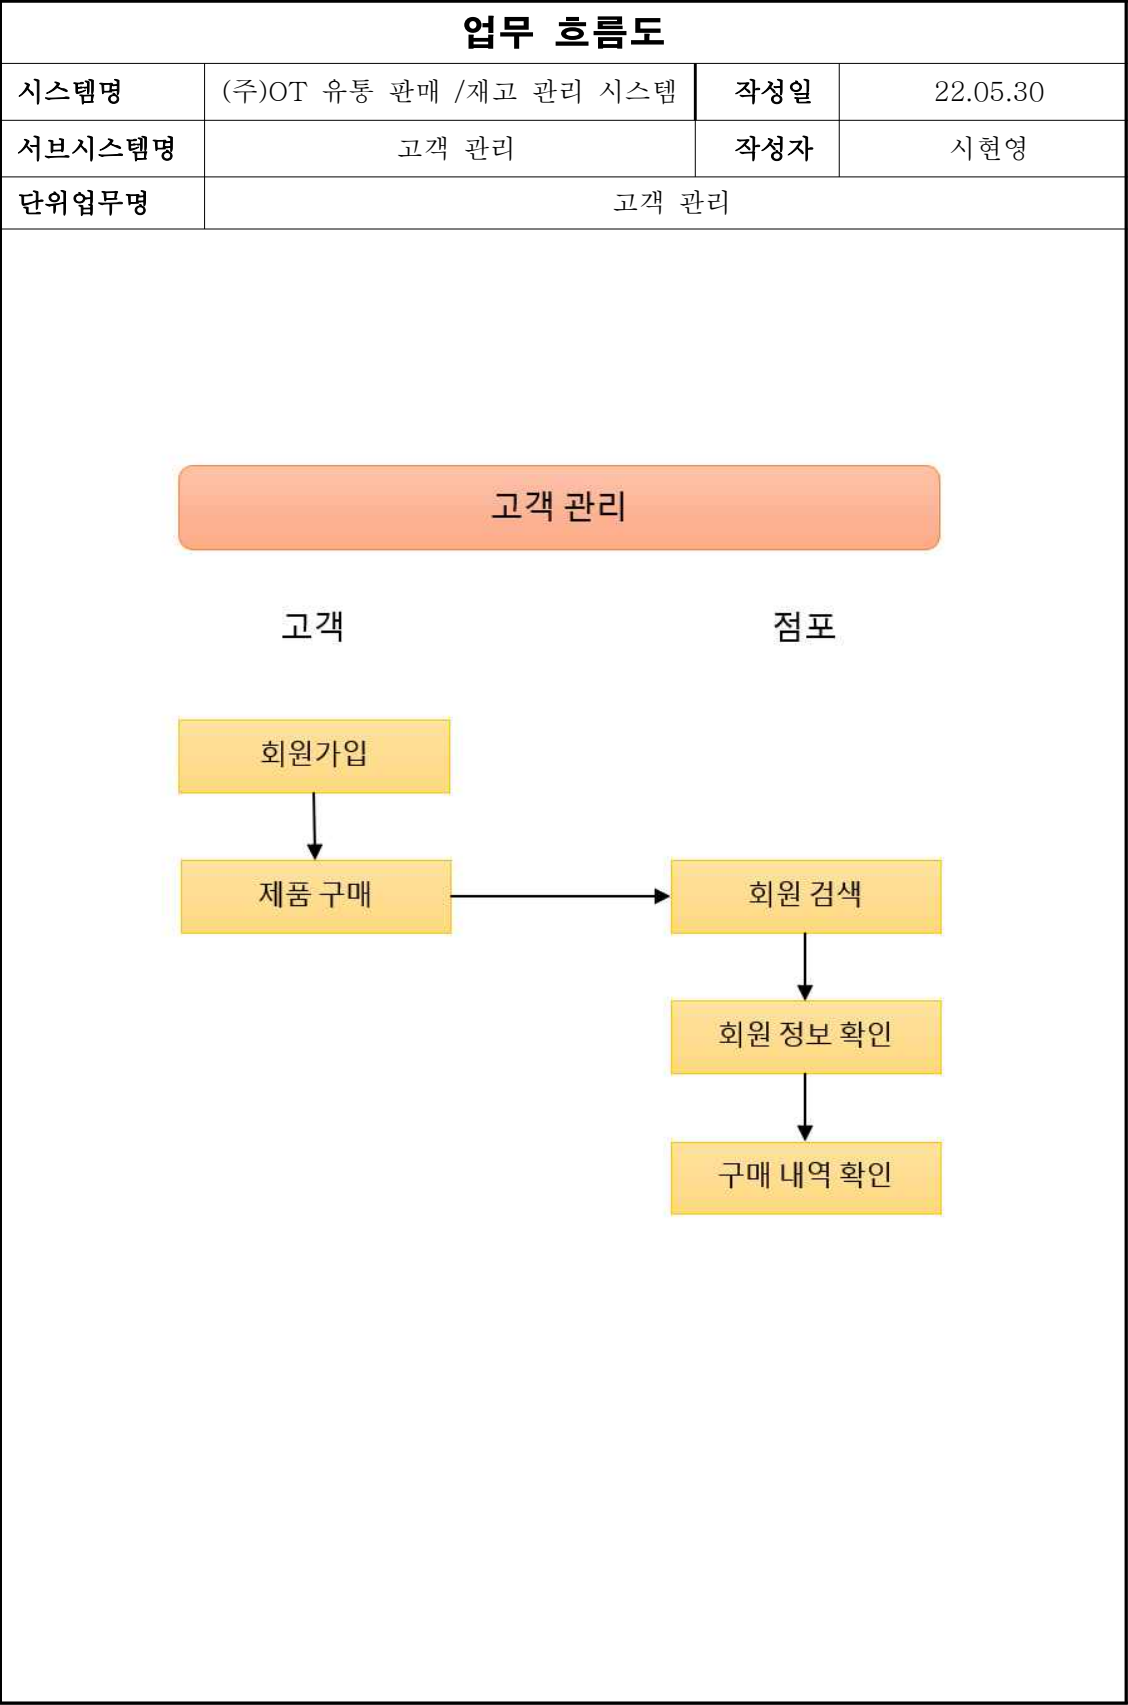 업무 흐름도
시스템명 (주)OT 유통 판매 /재고 관리 시스템 작성일 22.05.30
서브시스템명 고객 관리 작성자 시현영
단위업무명 고객 관리
고객 관리
고객 점포
회원가입
제품 구매 회원 검색
회원 정보 확인
구매 내역 확인